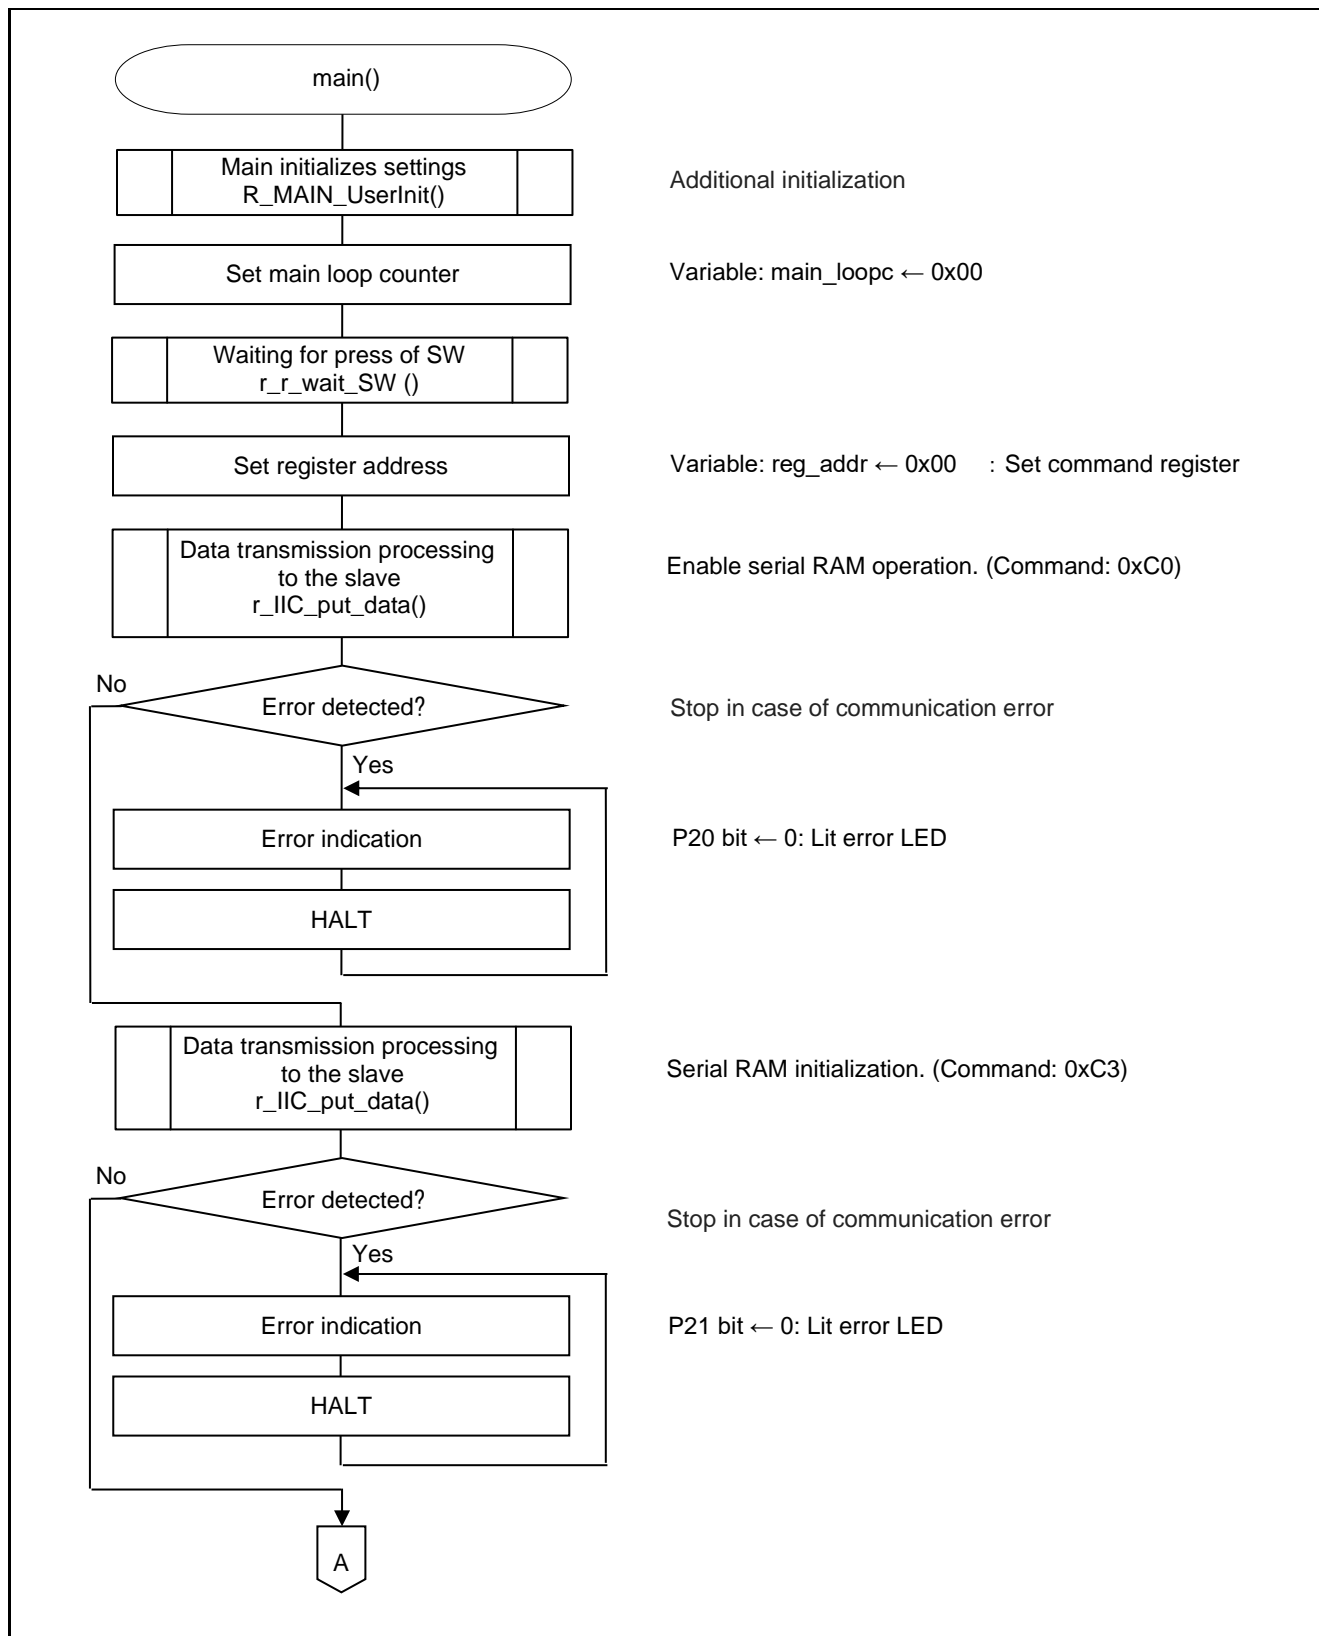 main()
Main initializes settings
R_MAIN_UserInit()
Additional initialization
Set main loop counter
Variable: main_loopc ← 0x00
Waiting for press of SW
r_r_wait_SW ()
Set register address
Variable: reg_addr ← 0x00 : Set command register
Data transmission processing
to the slave
r_IIC_put_data()
Enable serial RAM operation. (Command: 0xC0)
No
Error detected?
Stop in case of communication error
Yes
Error indication
P20 bit ← 0: Lit error LED
HALT
Data transmission processing
to the slave
r_IIC_put_data()
Serial RAM initialization. (Command: 0xC3)
No
Error detected?
Stop in case of communication error
Yes
Error indication
P21 bit ← 0: Lit error LED
HALT
A